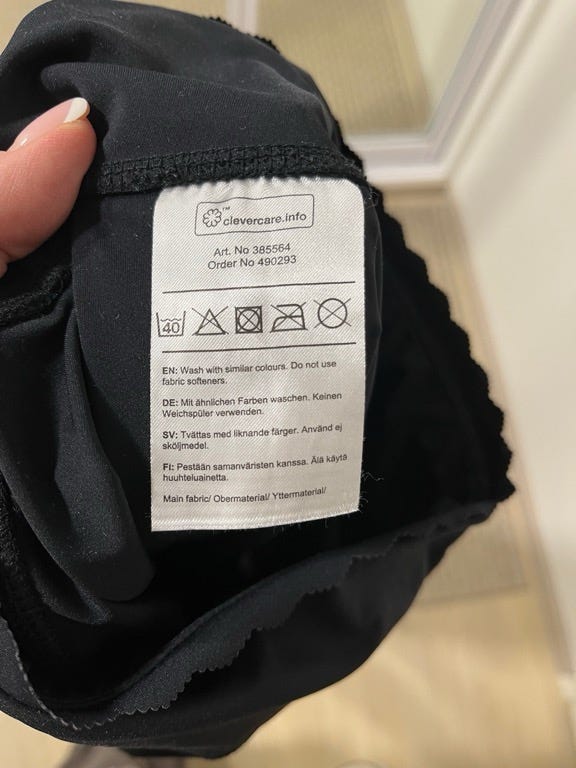 ™
clevercare.info
Art. No 385564
Order No 490293
40
EN: Wash with similar colours. Do not use
fabric softeners.
DE: Mit ähnlichen Farben waschen. Keinen
Weichspüler verwenden.
SV: Tvättas med liknande färger. Använd ej
sköljmedel.
FI: Pestään samanväristen kanssa. Älä käytä
huuhteluainetta.
Main fabric/ Obermaterial/ Yttermaterial/